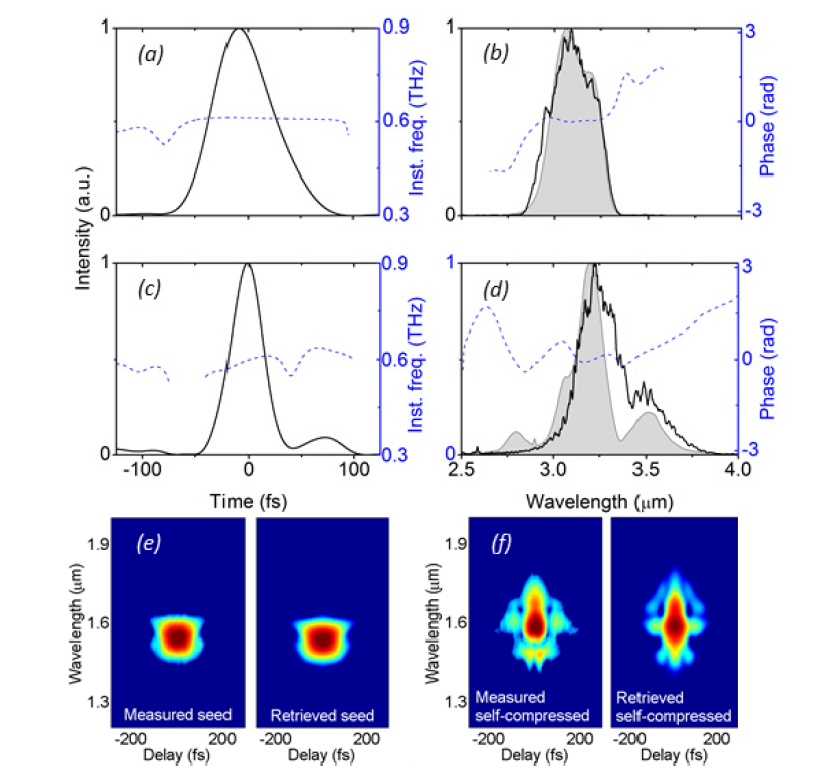 1
(a)
0.9
0.6
0.3
Inst. freq. (THz)
0
1
(b)
3
0
-3
Phase (rad)
0
Intensity (a.u.)
1
(c)
0.9
0.6
0.3
Inst. freq. (THz)
0
-100
0
100
Time (fs)
1
(d)
3
0
-3
Phase (rad)
0
2.5
3.0
3.5
4.0
Wavelength (μm)
(e)
1.9
1.6
1.3
Wavelength (μm)
Measured seed
Retrieved seed
-200
200
-200
200
Delay (fs)
Delay (fs)
(f)
1.9
1.6
1.3
Wavelength (μm)
Measured
self-compressed
Retrieved
self-compressed
-200
200
-200
200
Delay (fs)
Delay (fs)